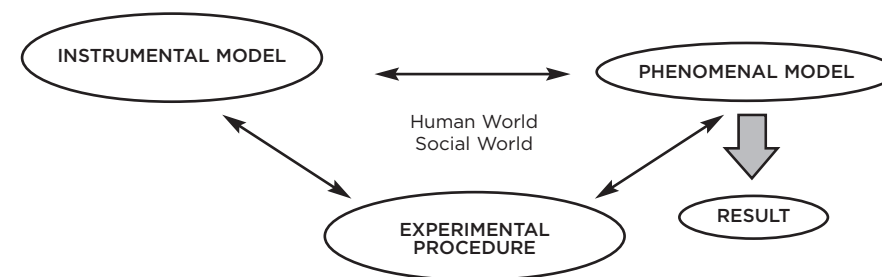 INSTRUMENTAL MODEL
PHENOMENAL MODEL
Human World
Social World
EXPERIMENTAL
PROCEDURE
RESULT